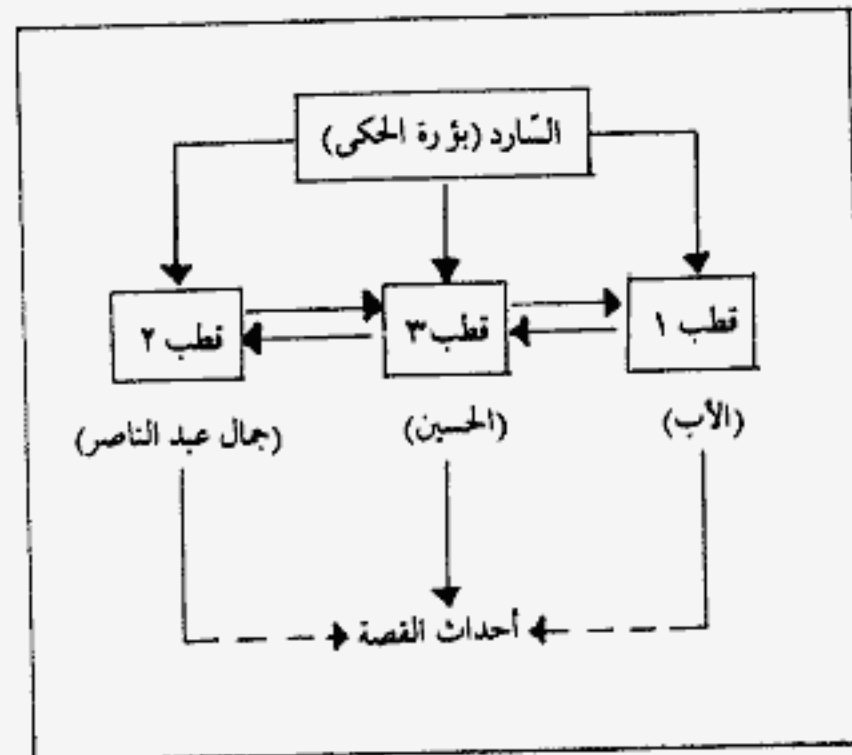 السّارد (بؤرة الحكى)
قطب ١
قطب ٣
قطب ٢
(الأب)
(الحسين)
(جمال عبد الناصر)
أحداث القصة